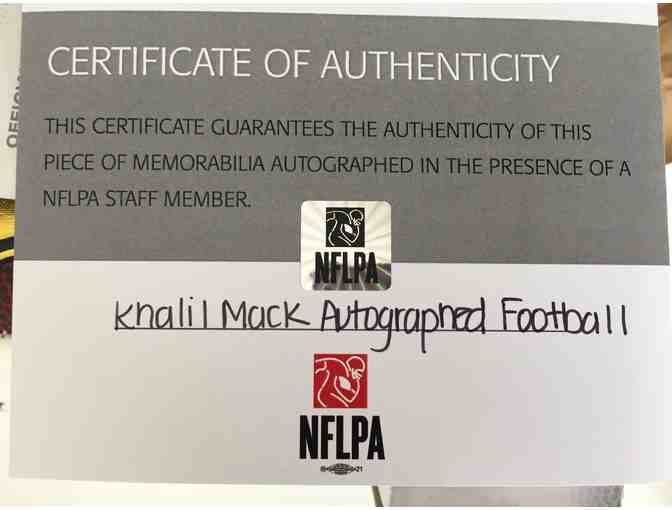 CERTIFICATE OF AUTHENTICITY
THIS CERTIFICATE GUARANTEES THE AUTHENTICITY OF THIS
PIECE OF MEMORABILIA AUTOGRAPHED IN THE PRESENCE OF A
NFLPA STAFF MEMBER.
NFLPA
Khalil Mack Autographed Football
NFLPA